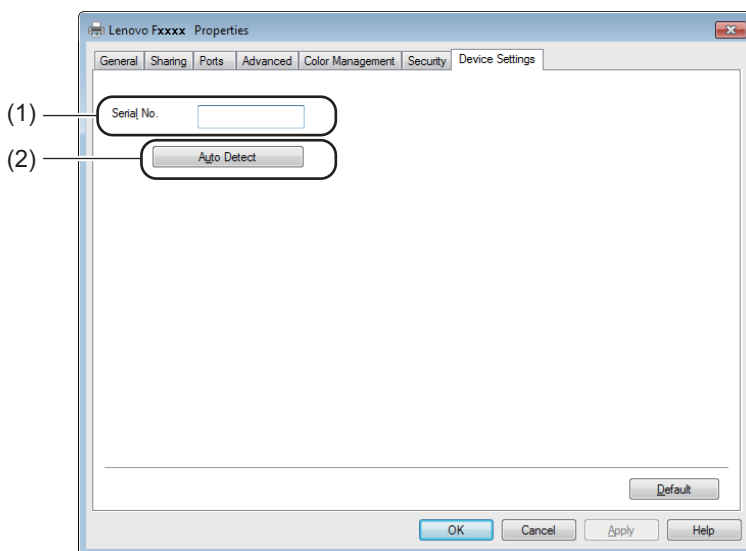 Lenovo Fxxxx Properties
General Sharing Ports Advanced Color Management Security Device Settings
(1) Serial No.
(2) Auto Detect
Default
OK Cancel Apply Help